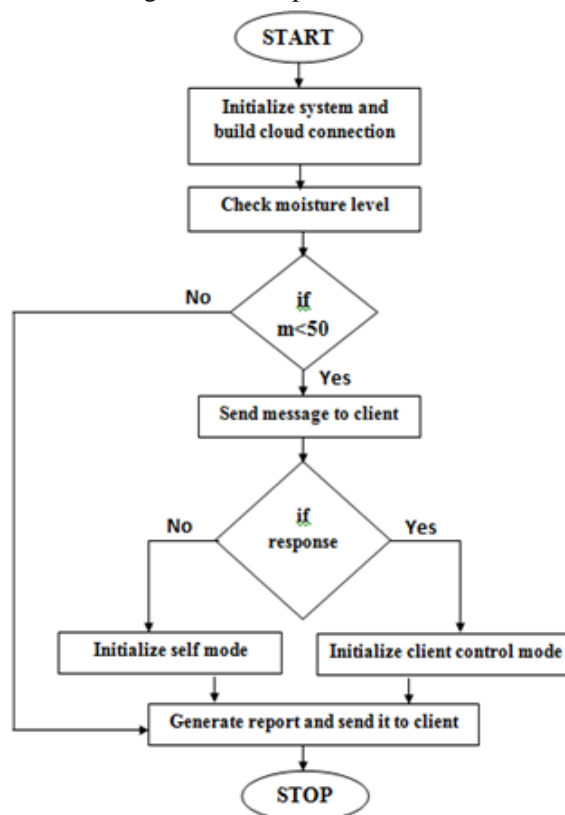 START
Initialize system and
build cloud connection
Check moisture level
No
if
m<50
Yes
Send message to client
No
if
response
Yes
Initialize self mode
Initialize client control mode
Generate report and send it to client
STOP